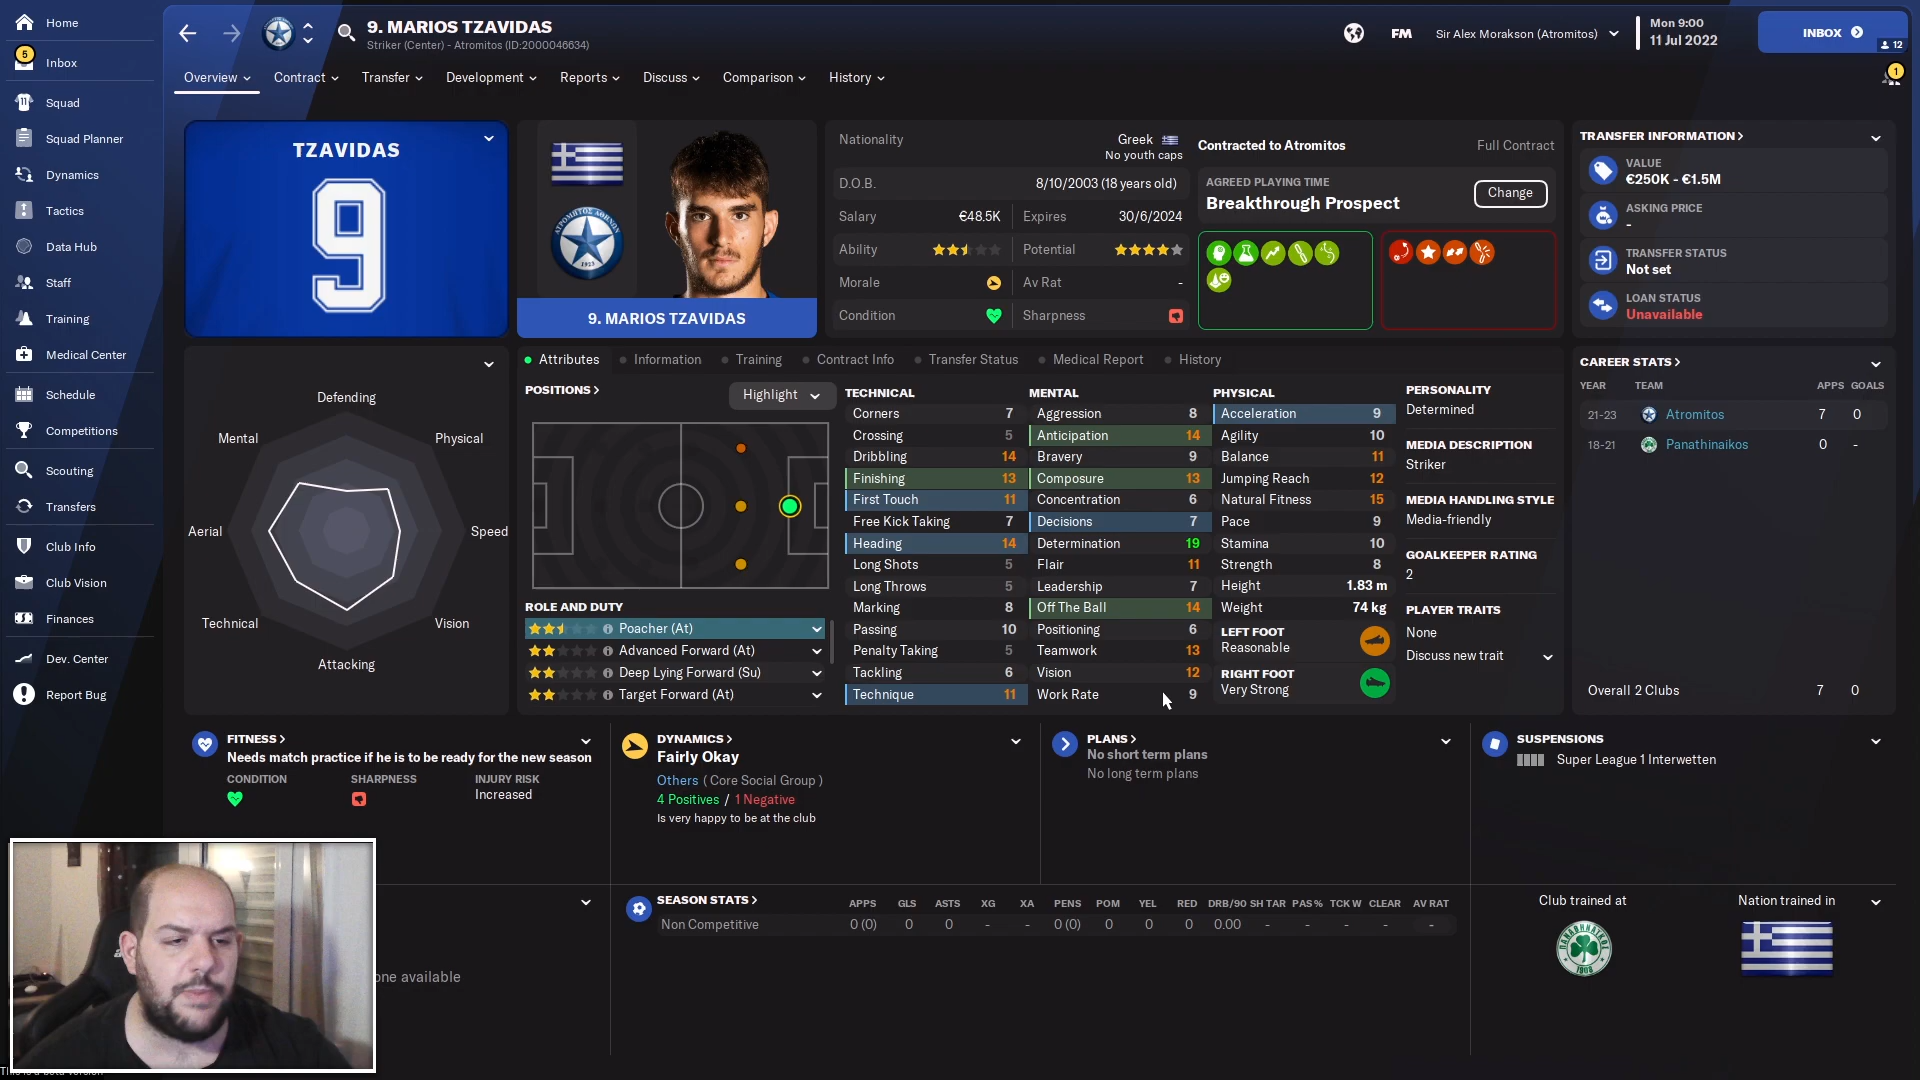 Home
5
Inbox
Squad
Squad Planner
Dynamics
Tactics
Data Hub
Staff
Training
Medical Center
Schedule
Competitions
Scouting
Transfers
Club Info
Club Vision
Finances
Dev. Center
Report Bug
9. MARIOS TZAVIDAS
Striker (Center) - Atromitos (ID:2000046634)
FM
Sir Alex Morakson (Atromitos)
Mon 9:00
11 Jul 2022
INBOX
12
1
Overview Contract Transfer Development Reports Discuss Comparison History
TZAVIDAS
9
9. MARIOS TZAVIDAS
Nationality Greek
No youth caps
D.O.B. 8/10/2003 (18 years old)
Salary €48.5K Expires 30/6/2024
Ability Potential
Morale Av Rat -
Condition Sharpness
Contracted to Atromitos Full Contract
AGREED PLAYING TIME
Breakthrough Prospect
Change
TRANSFER INFORMATION
VALUE
€250K - €1.5M
ASKING PRICE
-
TRANSFER STATUS
Not set
LOAN STATUS
Unavailable
Defending
Physical
Speed
Vision
Attacking
Technical
Aerial
Mental
Attributes Information Training Contract Info Transfer Status Medical Report History
POSITIONS
Highlight
ROLE AND DUTY
Poacher (At)
Advanced Forward (At)
Deep Lying Forward (Su)
Target Forward (At)
TECHNICAL
Corners 7
Crossing 5
Dribbling 14
Finishing 13
First Touch 11
Free Kick Taking 7
Heading 14
Long Shots 5
Long Throws 5
Marking 8
Passing 10
Penalty Taking 5
Tackling 6
Technique 11
MENTAL
Aggression 8
Anticipation 14
Bravery 9
Composure 13
Concentration 6
Decisions 7
Determination 19
Flair 11
Leadership 7
Off The Ball 14
Positioning 6
Teamwork 13
Vision 12
Work Rate 9
PHYSICAL
Acceleration 9
Agility 10
Balance 11
Jumping Reach 12
Natural Fitness 15
Pace 9
Stamina 10
Strength 8
Height 1.83 m
Weight 74 kg
LEFT FOOT
Reasonable
RIGHT FOOT
Very Strong
PERSONALITY
Determined
MEDIA DESCRIPTION
Striker
MEDIA HANDLING STYLE
Media-friendly
GOALKEEPER RATING
2
PLAYER TRAITS
None
Discuss new trait
CAREER STATS
YEAR TEAM APPS GOALS
21-23 Atromitos 7 0
18-21 Panathinaikos 0 -
Overall 2 Clubs 7 0
FITNESS
Needs match practice if he is to be ready for the new season
CONDITION SHARPNESS INJURY RISK
Increased
DYNAMICS
Fairly Okay
Others ( Core Social Group )
4 Positives / 1 Negative
Is very happy to be at the club
PLANS
No short term plans
No long term plans
SUSPENSIONS
Super League 1 Interwetten
one available
SEASON STATS APPS GLS ASTS XG XA PENS POM YEL RED DRB/90 SH TAR PAS% TCK W CLEAR AV RAT
Non Competitive 0 (0) 0 0 - - 0 (0) 0 0 0 0.00 - - - - -
Club trained at
Nation trained in